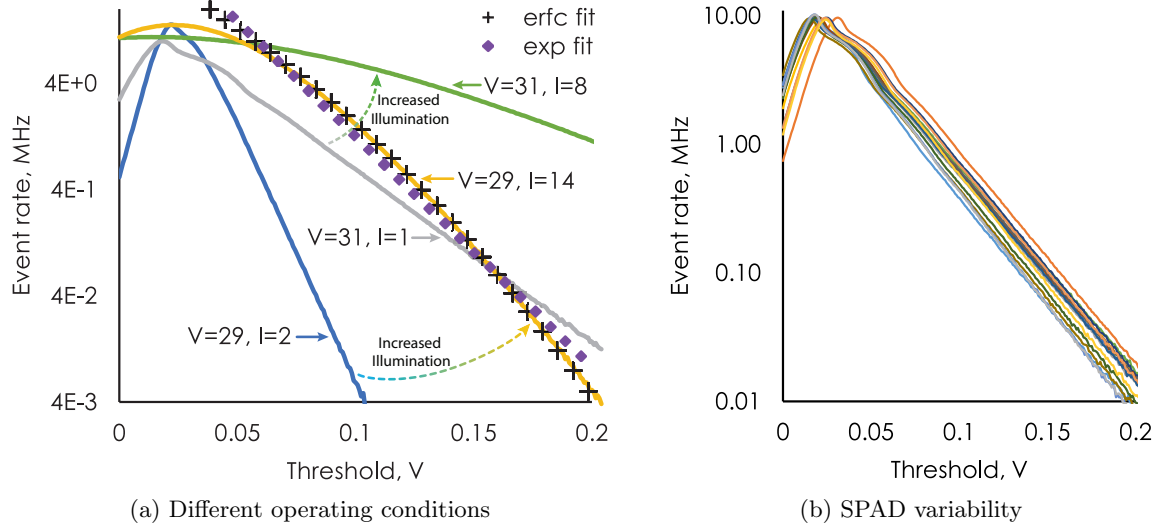 + erfc fit
◆ exp fit
Event rate, MHz
4E+0
4E-1
4E-2
4E-3
V=31, I=8
Increased
Illumination
V=29, I=14
V=31, I=1
V=29, I=2
Increased
Illumination
0
0.05
0.1
0.15
0.2
Threshold, V
(a) Different operating conditions
Event rate, MHz
10.00
1.00
0.10
0.01
0
0.05
0.1
0.15
0.2
Threshold, V
(b) SPAD variability